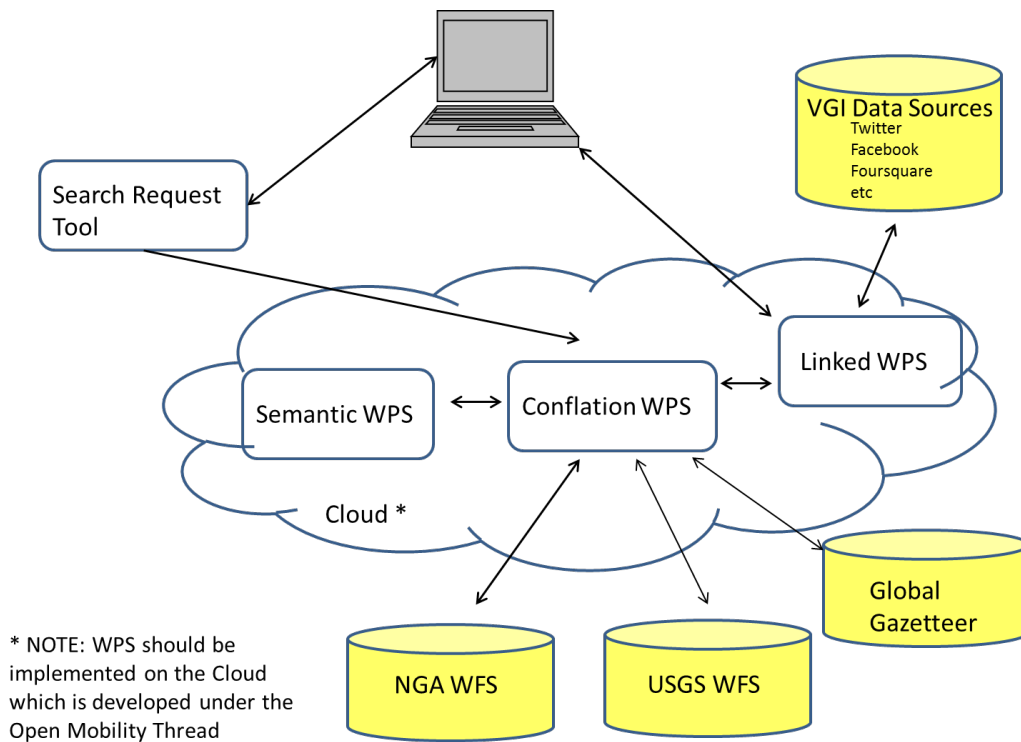 VGI Data Sources
Twitter
Facebook
Foursquare
etc
Search Request
Tool
Linked WPS
Semantic WPS
Conflation WPS
Cloud *
Global
Gazetteer
NGA WFS
USGS WFS
* NOTE: WPS should be
implemented on the Cloud
which is developed under the
Open Mobility Thread